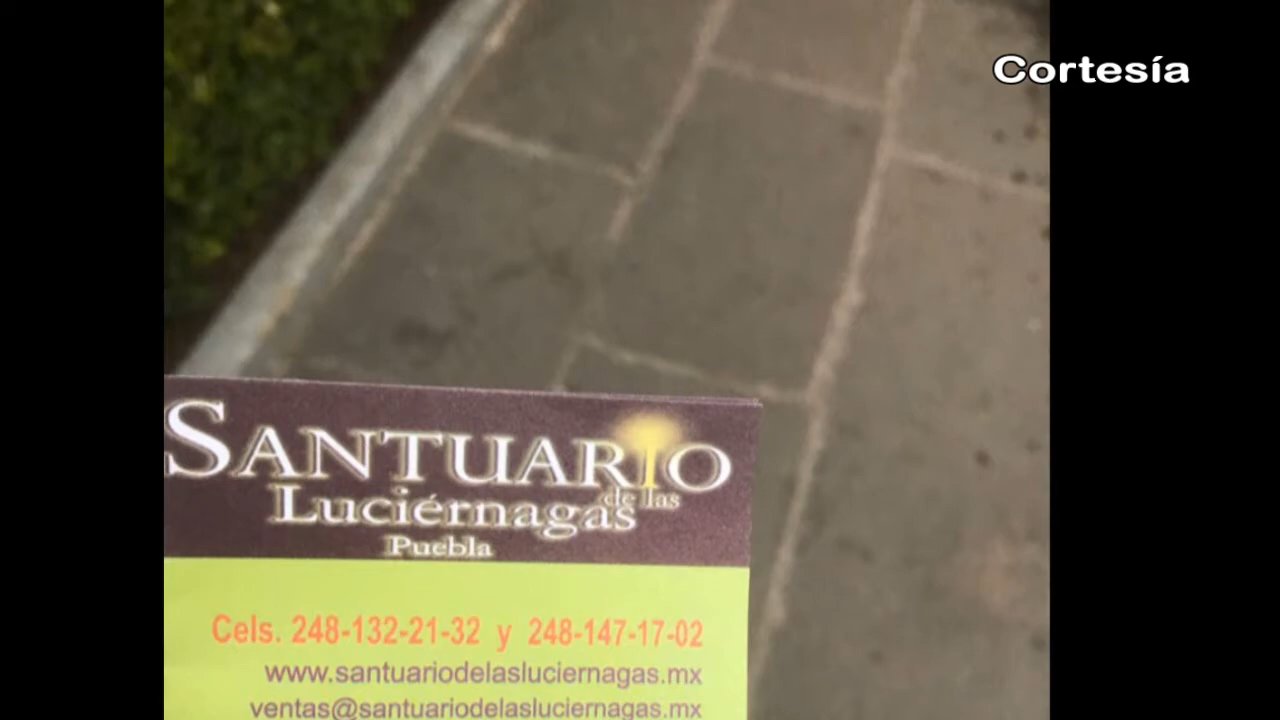 Cortesía
SANTUARIO
de las
Luciérnagas
Puebla
Cels. 248-132-21-32 y 248-147-17-02
www.santuariodelasluciernagas.mx
ventas@santuariodelasluciernagas.mx